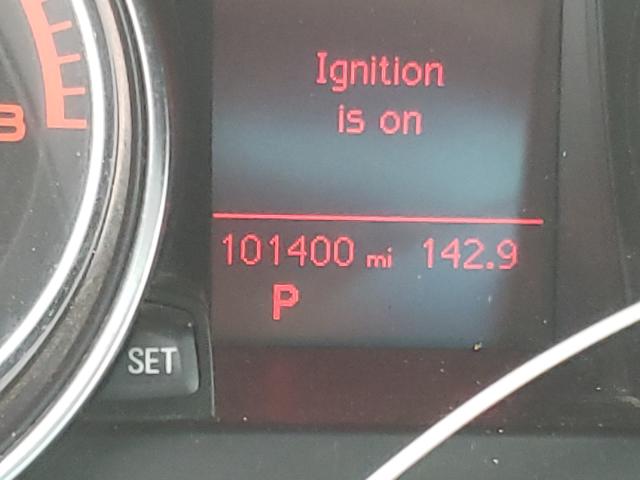 Ignition
is on
101400 mi 142.9
P
SET